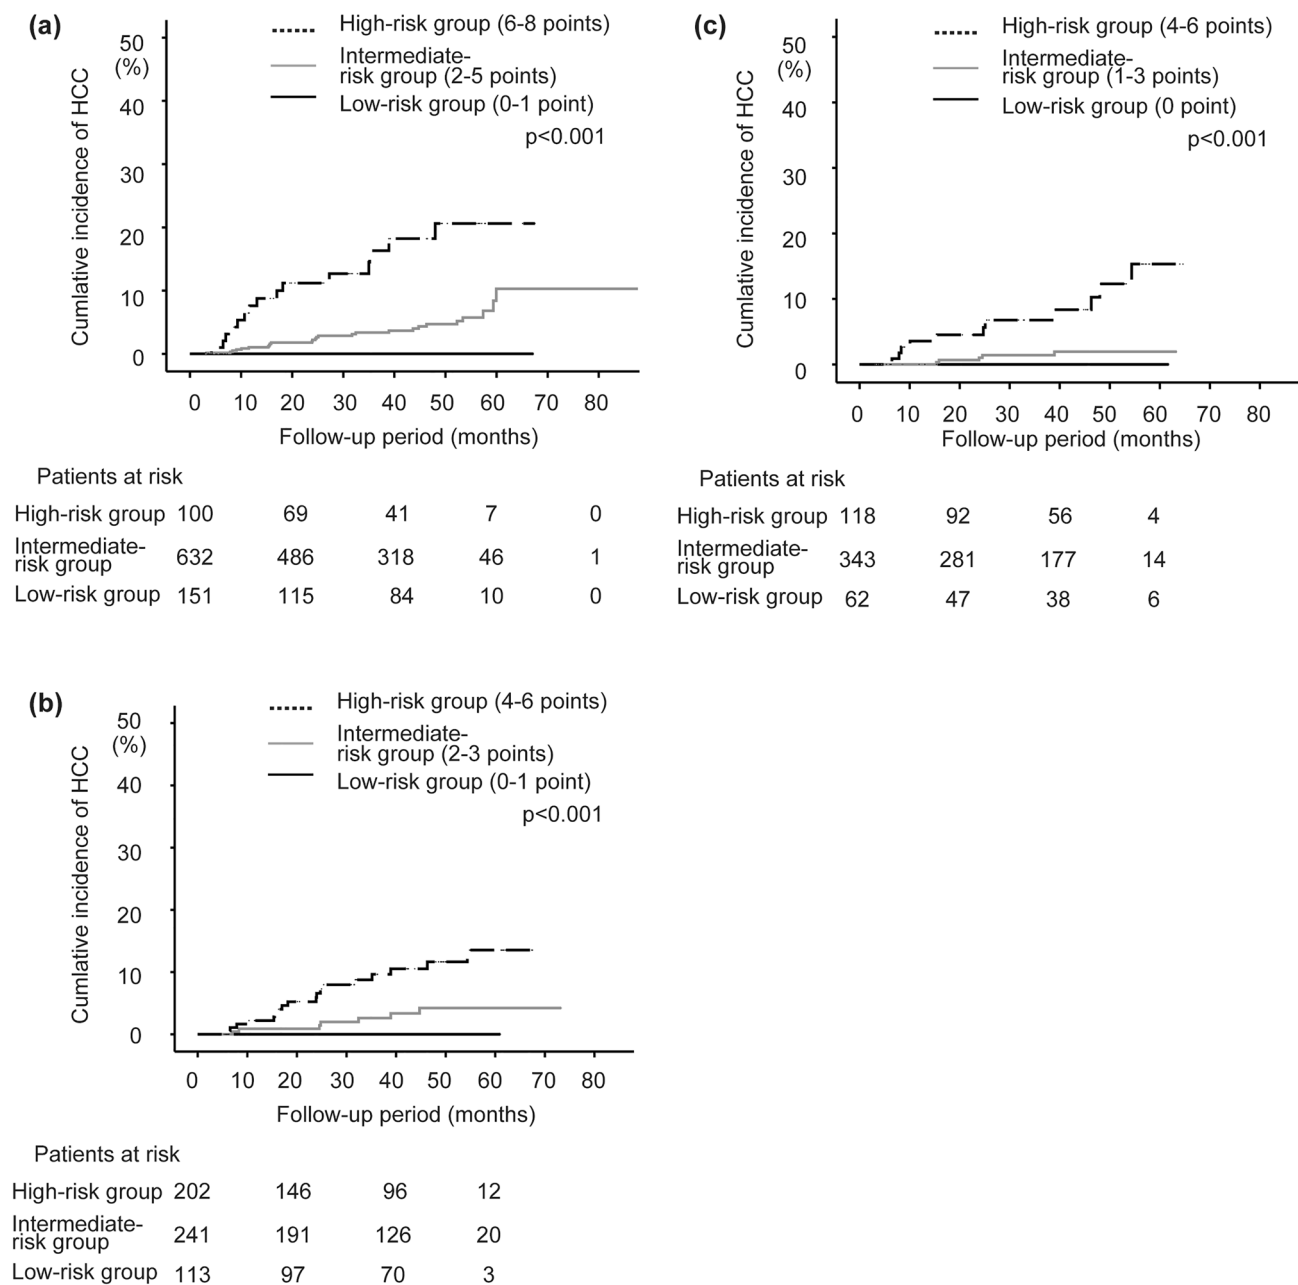 (a)
High-risk group (6-8 points)
Intermediate-
risk group (2-5 points)
Low-risk group (0-1 point)
p<0.001
Cumlative incidence of HCC
50
(%)
40
30
20
10
0
0 10 20 30 40 50 60 70 80
Follow-up period (months)
Patients at risk
High-risk group 100 69 41 7 0
Intermediate-
risk group 632 486 318 46 1
Low-risk group 151 115 84 10 0
(c)
High-risk group (4-6 points)
Intermediate-
risk group (1-3 points)
Low-risk group (0 point)
p<0.001
Cumlative incidence of HCC
50
(%)
40
30
20
10
0
0 10 20 30 40 50 60 70 80
Follow-up period (months)
Patients at risk
High-risk group 118 92 56 4
Intermediate-
risk group 343 281 177 14
Low-risk group 62 47 38 6
(b)
High-risk group (4-6 points)
Intermediate-
risk group (2-3 points)
Low-risk group (0-1 point)
p<0.001
Cumlative incidence of HCC
50
(%)
40
30
20
10
0
0 10 20 30 40 50 60 70 80
Follow-up period (months)
Patients at risk
High-risk group 202 146 96 12
Intermediate-
risk group 241 191 126 20
Low-risk group 113 97 70 3